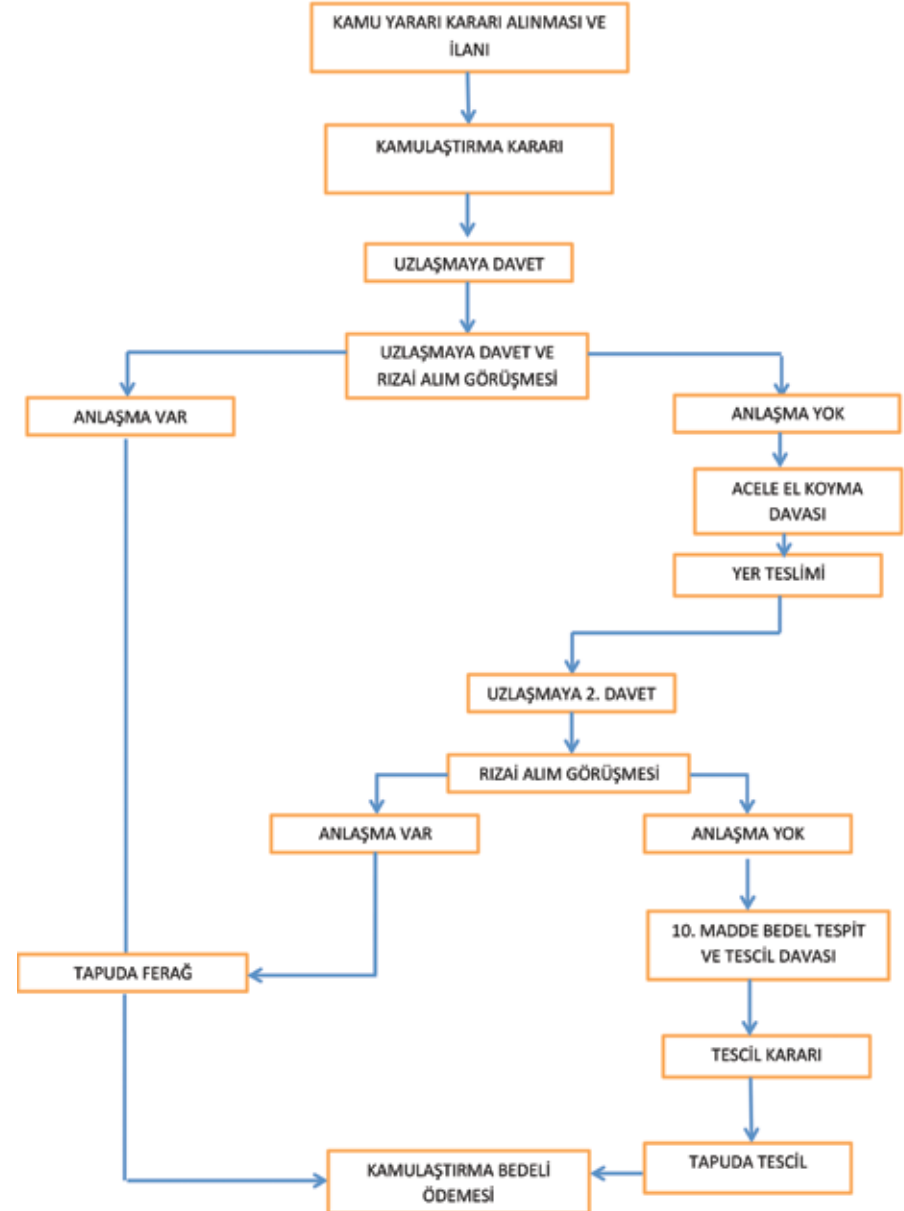 KAMU YARARI KARARI ALINMASI VE
İLANI
KAMULAŞTIRMA KARARI
UZLAŞMAYA DAVET
UZLAŞMAYA DAVET VE
RIZAİ ALIM GÖRÜŞMESİ
ANLAŞMA VAR
ANLAŞMA YOK
ACELE EL KOYMA
DAVASI
YER TESLİMİ
UZLAŞMAYA 2. DAVET
RIZAİ ALIM GÖRÜŞMESİ
ANLAŞMA VAR
ANLAŞMA YOK
10. MADDE BEDEL TESPİT
VE TESCİL DAVASI
TAPUDA FERAĞ
TESCİL KARARI
TAPUDA TESCİL
KAMULAŞTIRMA BEDELİ
ÖDEMESİ